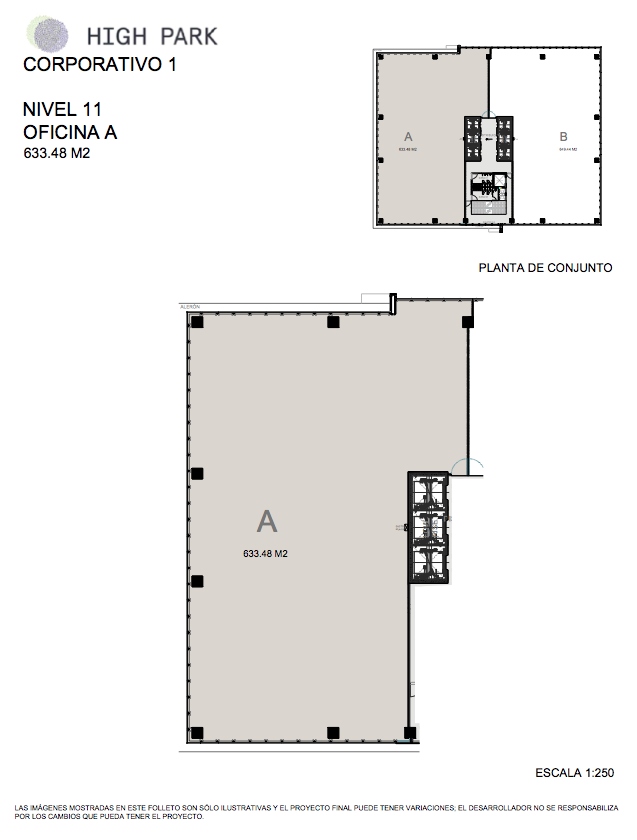 HIGH PARK
CORPORATIVO 1
NIVEL 11
OFICINA A
633.48 M2
A
633.48 M2
B
PLANTA DE CONJUNTO
ALERÓN
A
633.48 M2
ESCALA 1:250
LAS IMÁGENES MOSTRADAS EN ESTE FOLLETO SON SÓLO ILUSTRATIVAS Y EL PROYECTO FINAL PUEDE TENER VARIACIONES; EL DESARROLLADOR NO SE RESPONSABILIZA
POR LOS CAMBIOS QUE PUEDA TENER EL PROYECTO.